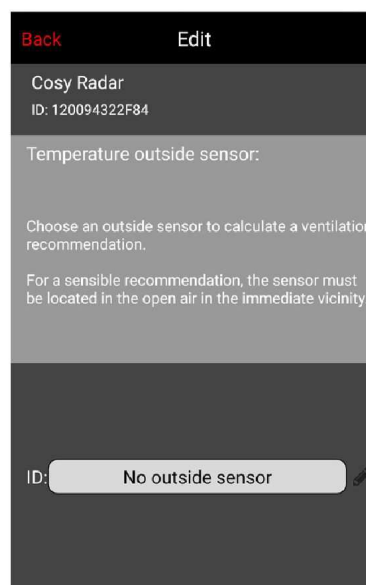 Back Edit
Cosy Radar
ID: 120094322F84
Temperature outside sensor:
Choose an outside sensor to calculate a ventilation
recommendation.
For a sensible recommendation, the sensor must
be located in the open air in the immediate vicinity
ID: No outside sensor